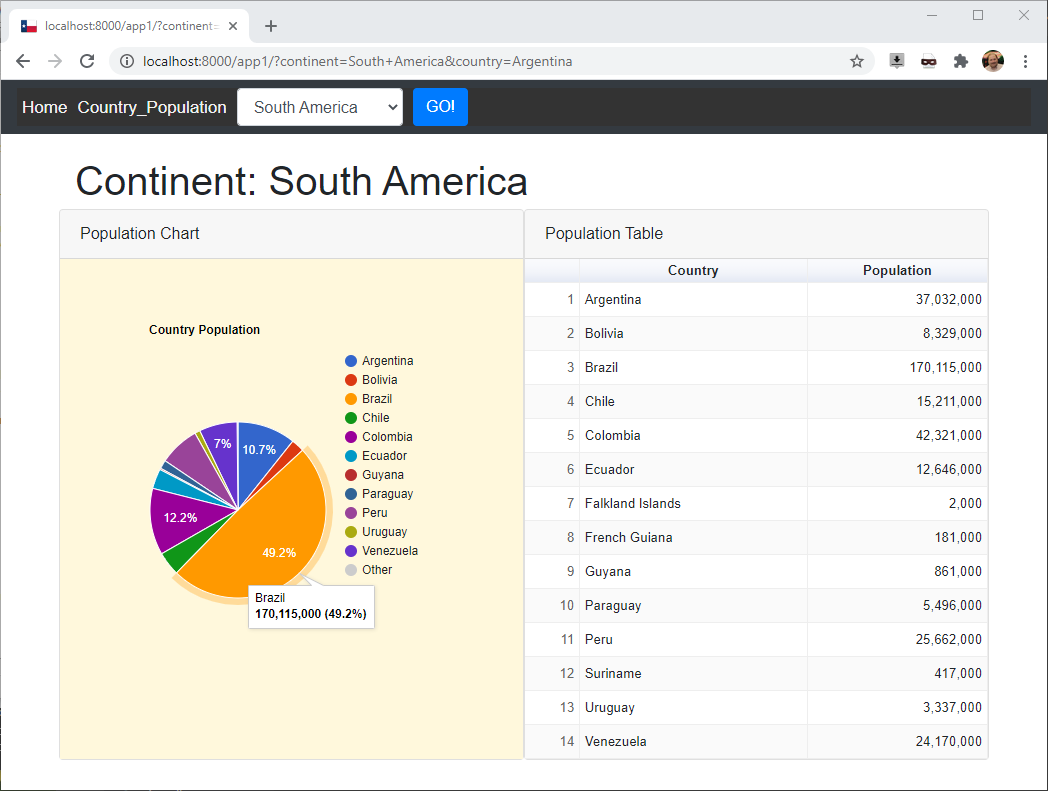 localhost:8000/app1/?continent=
localhost:8000/app1/?continent=South+America&country=Argentina
Home Country_Population South America GO!
Continent: South America
Population Chart
Country Population
Argentina
Bolivia
Brazil
Chile
Colombia
Ecuador
Guyana
Paraguay
Peru
Uruguay
Venezuela
Other
7%
10.7%
12.2%
49.2%
Brazil
170,115,000 (49.2%)
Population Table
Country Population
1 Argentina 37,032,000
2 Bolivia 8,329,000
3 Brazil 170,115,000
4 Chile 15,211,000
5 Colombia 42,321,000
6 Ecuador 12,646,000
7 Falkland Islands 2,000
8 French Guiana 181,000
9 Guyana 861,000
10 Paraguay 5,496,000
11 Peru 25,662,000
12 Suriname 417,000
13 Uruguay 3,337,000
14 Venezuela 24,170,000